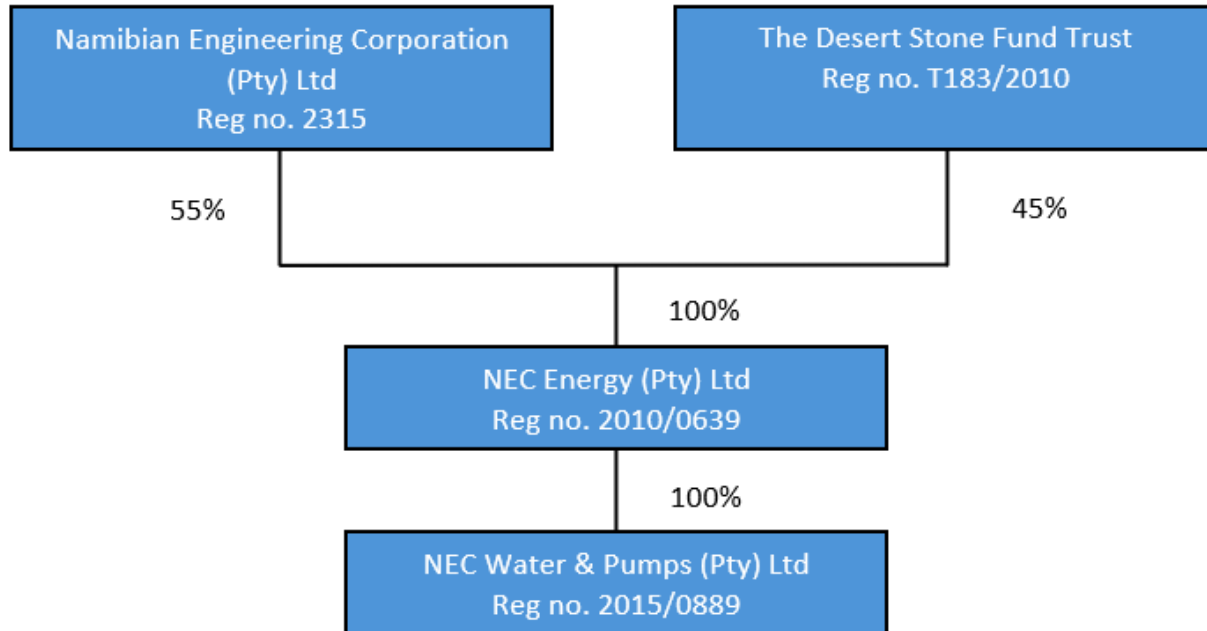 Namibian Engineering Corporation
(Pty) Ltd
Reg no. 2315
The Desert Stone Fund Trust
Reg no. T183/2010
55%
45%
100%
NEC Energy (Pty) Ltd
Reg no. 2010/0639
100%
NEC Water & Pumps (Pty) Ltd
Reg no. 2015/0889